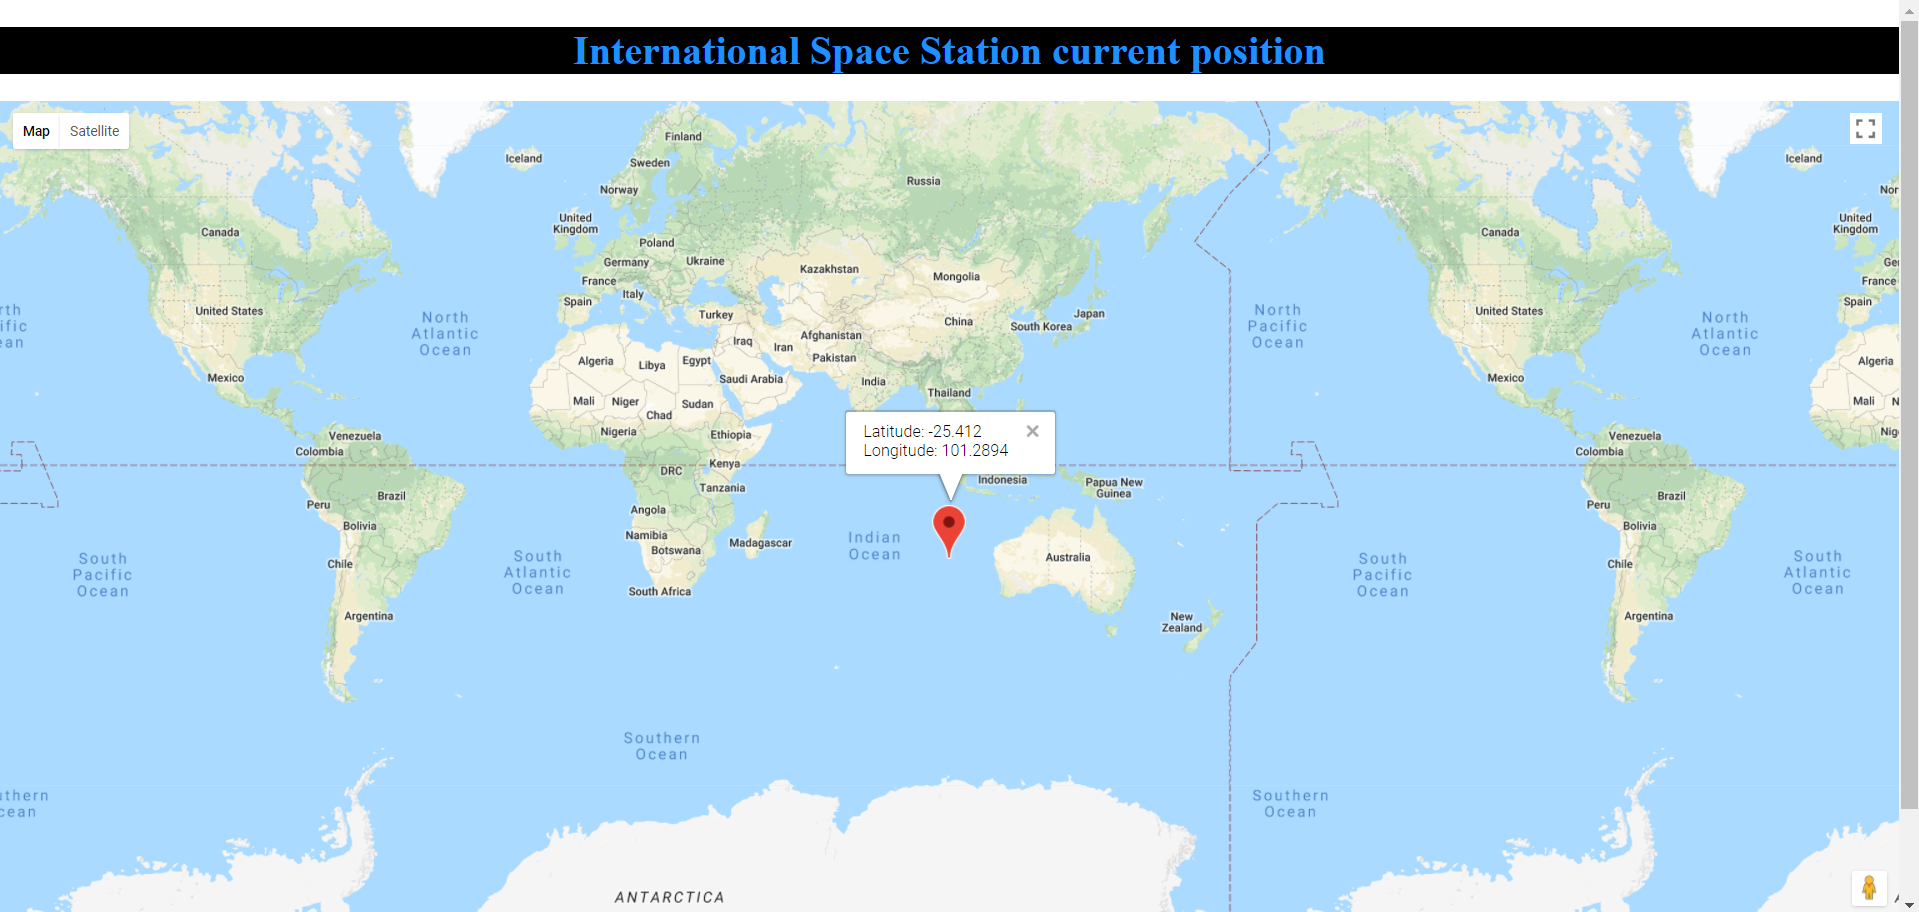 International Space Station current position
Map Satellite
Finland
Iceland
Iceland
Sweden
Russia
Norway
Nor
United
Kingdom
United
Kingdom
Canada
Canada
Poland
Germany
Ukraine
Ger
Kazakhstan
Mongolia
France
France
Italy
Spain
Spain
United States
United States
Turkey
Japan
China
South Korea
North
Atlantic
Ocean
North
Pacific
Ocean
North
Atlantic
Ocean
rth
ific
ean
Afghanistan
Iraq
Iran
Pakistan
Algeria
Libya
Egypt
Algeria
Mexico
Saudi Arabia
India
Mexico
Thailand
Mali
Niger
Sudan
Mali
N
Chad
Nigeria
Ethiopia
Nig
Venezuela
Venezuela
Colombia
Colombia
Latitude: -25.412
Longitude: 101.2894
Kenya
DRC
Tanzania
Indonesia
Papua New
Guinea
Brazil
Brazil
Peru
Peru
Angola
Bolivia
Bolivia
Namibia
Botswana
Madagascar
Indian
Ocean
Australia
Chile
Chile
South
Pacific
Ocean
South
Atlantic
Ocean
South
Pacific
Ocean
South
Atlantic
Ocean
South Africa
Argentina
New
Zealand
Argentina
Southern
Ocean
uthern
cean
Southern
Ocean
ANTARCTICA